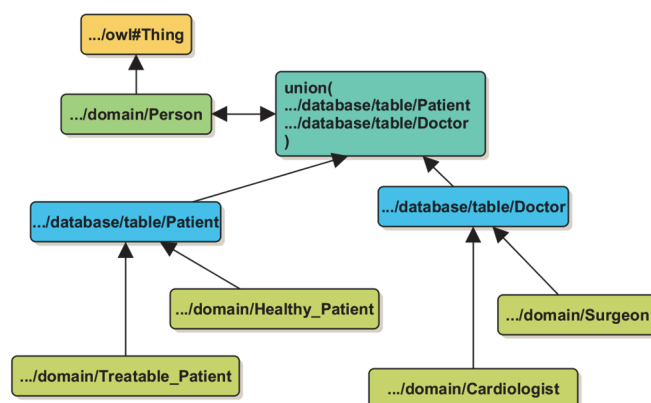 .../owl#Thing
.../domain/Person
union(
.../database/table/Patient
.../database/table/Doctor
)
.../database/table/Patient
.../database/table/Doctor
.../domain/Healthy_Patient
.../domain/Surgeon
.../domain/Treatable_Patient
.../domain/Cardiologist